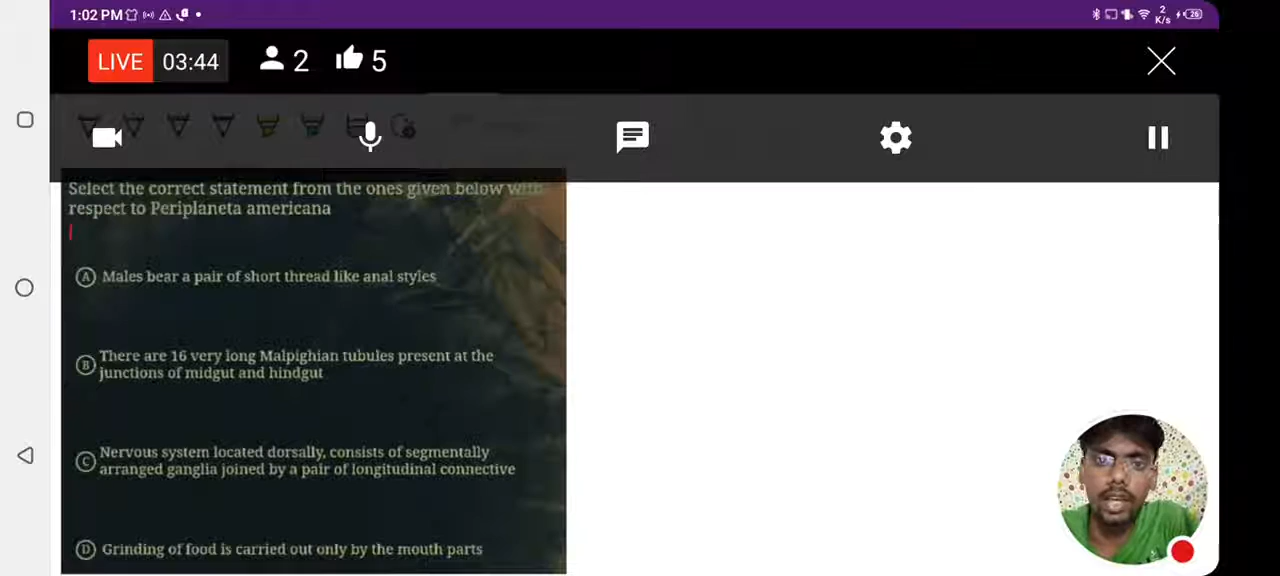 1:02 PM
2 K/s 26
LIVE 03:44 2 5
Select the correct statement from the ones given below with
respect to Periplaneta americana
A Males bear a pair of short thread like anal styles
B There are 16 very long Malpighian tubules present at the
junctions of midgut and hindgut
C Nervous system located dorsally, consists of segmentally
arranged ganglia joined by a pair of longitudinal connective
D Grinding of food is carried out only by the mouth parts